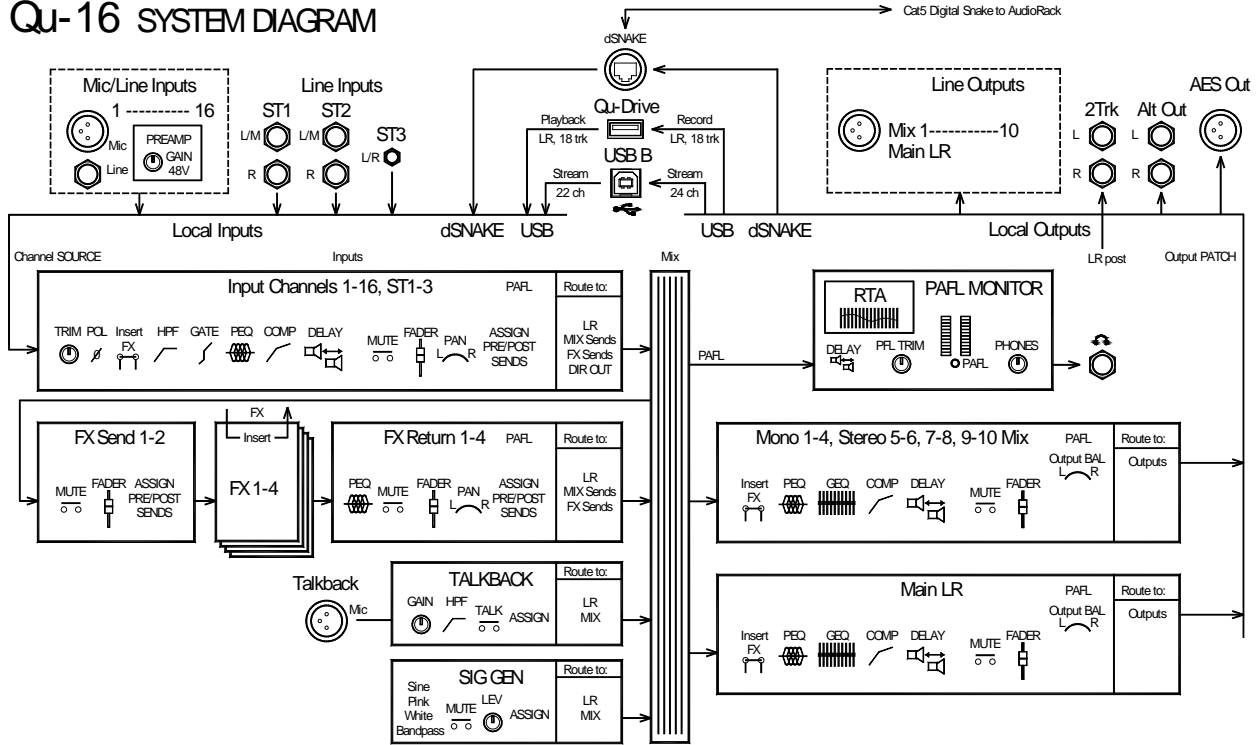 Qu-16 SYSTEM DIAGRAM
Cat5 Digital Snake to AudioRack
dSNAKE
Mic/Line Inputs
1 ---------- 16
Mic
Line
PREAMP
GAIN
48V
Line Inputs
ST1
ST2
ST3
L/M
L/M
L/R
R
R
Qu-Drive
Playback
LR, 18 trk
Record
LR, 18 trk
USB B
Stream
22 ch
Stream
24 ch
Line Outputs
Mix 1-----------10
Main LR
2Trk
Alt Out
AES Out
L
L
R
R
Local Inputs
dSNAKE
USB
USB
dSNAKE
Local Outputs
Channel SOURCE
Inputs
Mix
LR post
Output PATCH
Input Channels 1-16, ST1-3
PAFL
Route to:
TRIM
POL
Insert
FX
HPF
GATE
PEQ
COMP
DELAY
MUTE
FADER
PAN
L
R
ASSIGN
PRE/POST
SENDS
LR
MIX Sends
FX Sends
DIR OUT
PAFL
RTA
PAFL MONITOR
DELAY
PFL TRIM
PAFL
PHONES
FX Send 1-2
MUTE
FADER
ASSIGN
PRE/POST
SENDS
FX
Insert
FX 1-4
FX Return 1-4
PAFL
Route to:
PEQ
MUTE
FADER
PAN
L
R
ASSIGN
PRE/POST
SENDS
LR
MIX Sends
FX Sends
Mono 1-4, Stereo 5-6, 7-8, 9-10 Mix
PAFL
Route to:
Output BAL
L
R
Outputs
Insert
FX
PEQ
GEQ
COMP
DELAY
MUTE
FADER
Talkback
Mic
TALKBACK
Route to:
GAIN
HPF
TALK
ASSIGN
LR
MIX
Main LR
PAFL
Route to:
Output BAL
L
R
Outputs
Insert
FX
PEQ
GEQ
COMP
DELAY
MUTE
FADER
SIG GEN
Route to:
Sine
Pink
White
Bandpass
MUTE
LEV
ASSIGN
LR
MIX